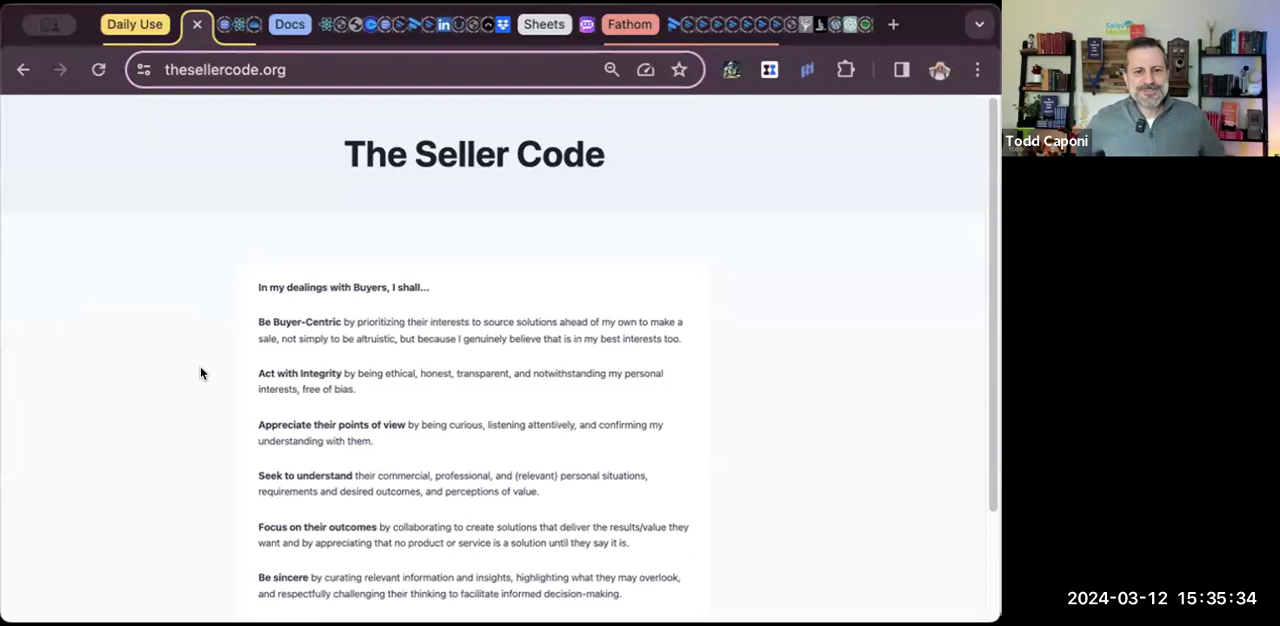 Daily Use
Docs
Sheets
Fathom
thesellercode.org
The Seller Code
In my dealings with Buyers, I shall...
Be Buyer-Centric by prioritizing their interests to source solutions ahead of my own to make a
sale, not simply to be altruistic, but because I genuinely believe that is in my best interests too.
Act with Integrity by being ethical, honest, transparent, and notwithstanding my personal
interests, free of bias.
Appreciate their points of view by being curious, listening attentively, and confirming my
understanding with them.
Seek to understand their commercial, professional, and (relevant) personal situations,
requirements and desired outcomes, and perceptions of value.
Focus on their outcomes by collaborating to create solutions that deliver the results/value they
want and by appreciating that no product or service is a solution until they say it is.
Be sincere by curating relevant information and insights, highlighting what they may overlook,
and respectfully challenging their thinking to facilitate informed decision-making.
Todd Caponi
2024-03-12 15:35:34